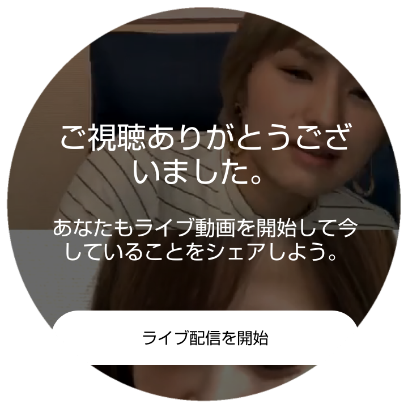 ご視聴ありがとうござ
いました。
あなたもライブ動画を開始して今
していることをシェアしよう。
ライブ配信を開始